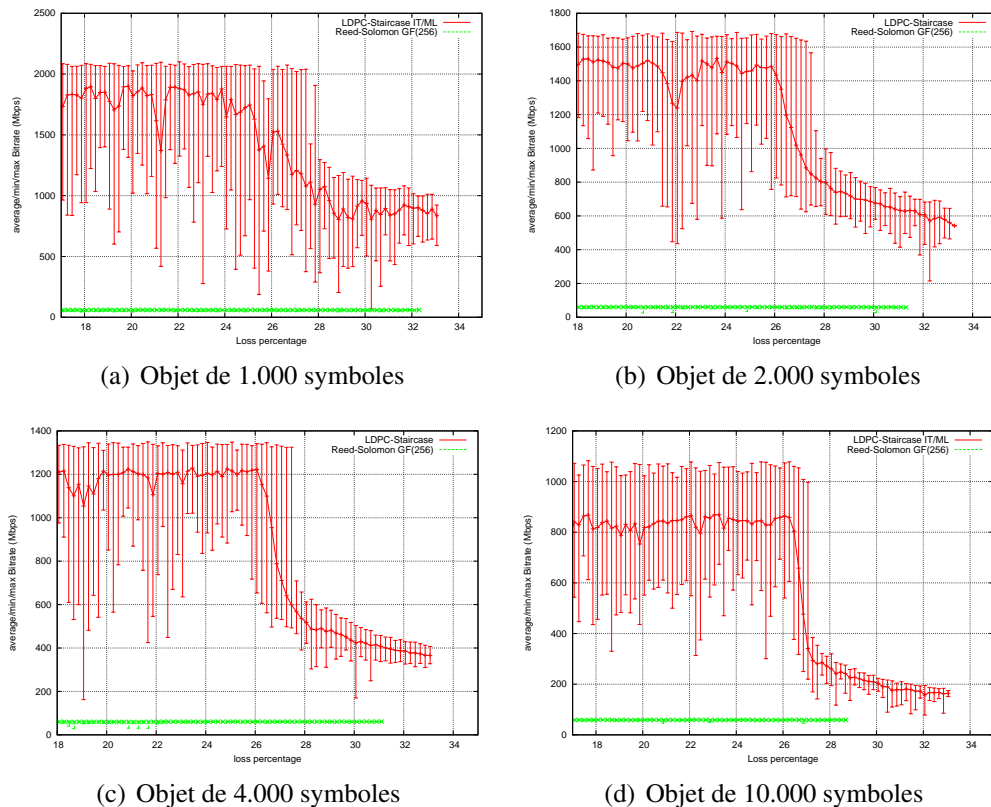 LDPC-Staircase IT/ML
Reed-Solomon GF(256)
average/min/max Bitrate (Mbps)
2500
2000
1500
1000
500
0
18 20 22 24 26 28 30 32 34
Loss percentage
(a) Objet de 1.000 symboles
LDPC-Staircase IT/ML
Reed-Solomon GF(256)
average/min/max Bitrate (Mbps)
1800
1600
1400
1200
1000
800
600
400
200
0
18 20 22 24 26 28 30 32 34
loss percentage
(b) Objet de 2.000 symboles
LDPC-Staircase
Reed-Solomon GF(256)
average/min/max Bitrate (Mbps)
1400
1200
1000
800
600
400
200
0
18 20 22 24 26 28 30 32 34
loss percentage
(c) Objet de 4.000 symboles
LDPC-Staircase IT/ML
Reed-Solomon GF(256)
average/min/max Bitrate (Mbps)
1200
1000
800
600
400
200
0
18 20 22 24 26 28 30 32 34
Loss percentage
(d) Objet de 10.000 symboles